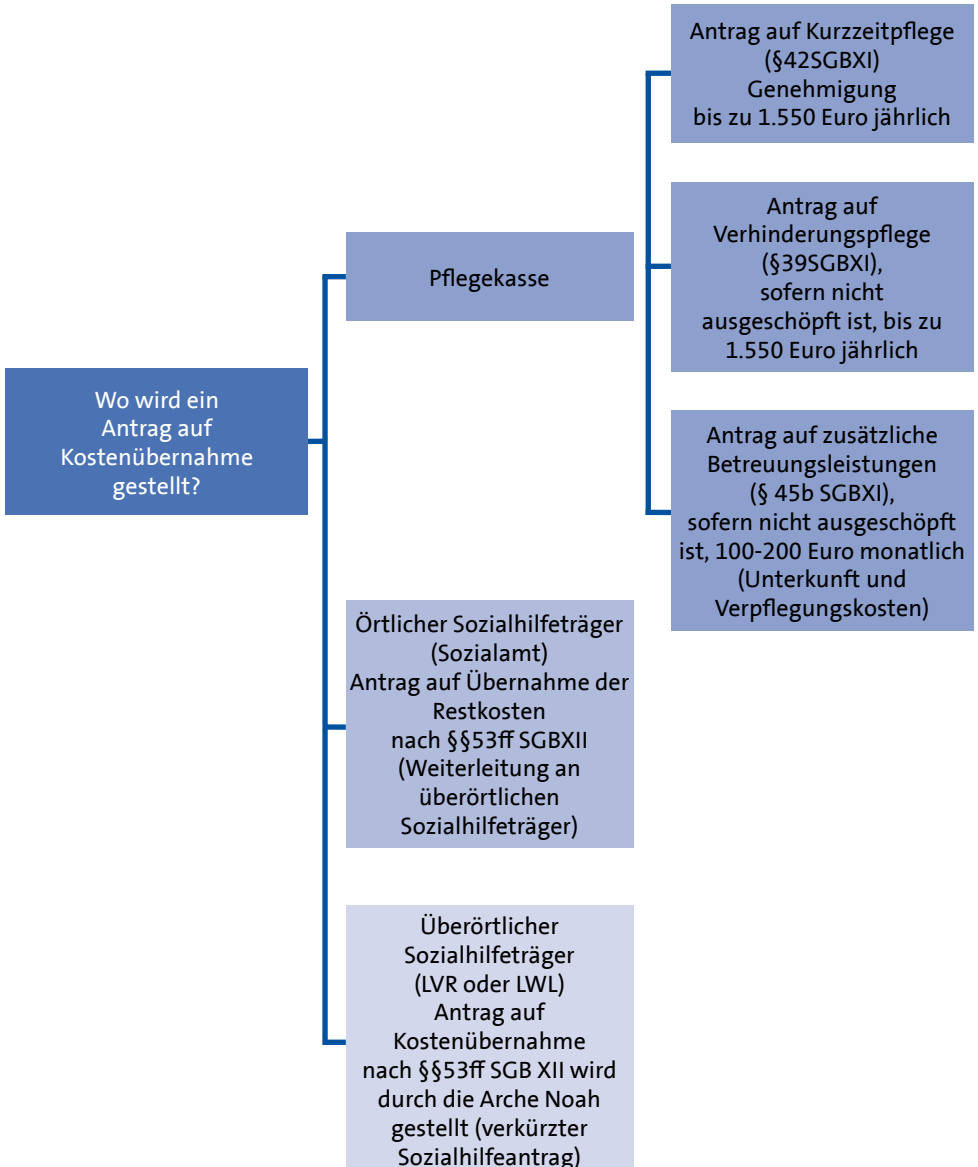 Wo wird ein
Antrag auf
Kostenübernahme
gestellt?
Pflegekasse
Antrag auf Kurzzeitpflege
(§42SGBXI)
Genehmigung
bis zu 1.550 Euro jährlich
Antrag auf
Verhinderungspflege
(§39SGBXI),
sofern nicht
ausgeschöpft ist, bis zu
1.550 Euro jährlich
Antrag auf zusätzliche
Betreuungsleistungen
(§ 45b SGBXI),
sofern nicht ausgeschöpft
ist, 100-200 Euro monatlich
(Unterkunft und
Verpflegungskosten)
Örtlicher Sozialhilfeträger
(Sozialamt)
Antrag auf Übernahme der
Restkosten
nach §§53ff SGBXII
(Weiterleitung an
überörtlichen
Sozialhilfeträger)
Überörtlicher
Sozialhilfeträger
(LVR oder LWL)
Antrag auf
Kostenübernahme
nach §§53ff SGB XII wird
durch die Arche Noah
gestellt (verkürzter
Sozialhilfeantrag)